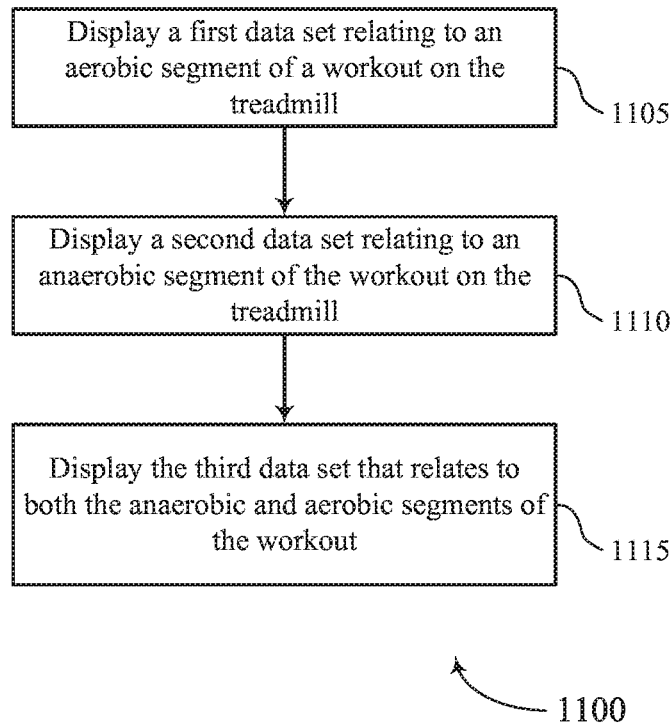 Display a first data set relating to an
aerobic segment of a workout on the
treadmill
1105
Display a second data set relating to an
anaerobic segment of the workout on the
treadmill
1110
Display the third data set that relates to
both the anaerobic and aerobic segments of
the workout
1115
1100